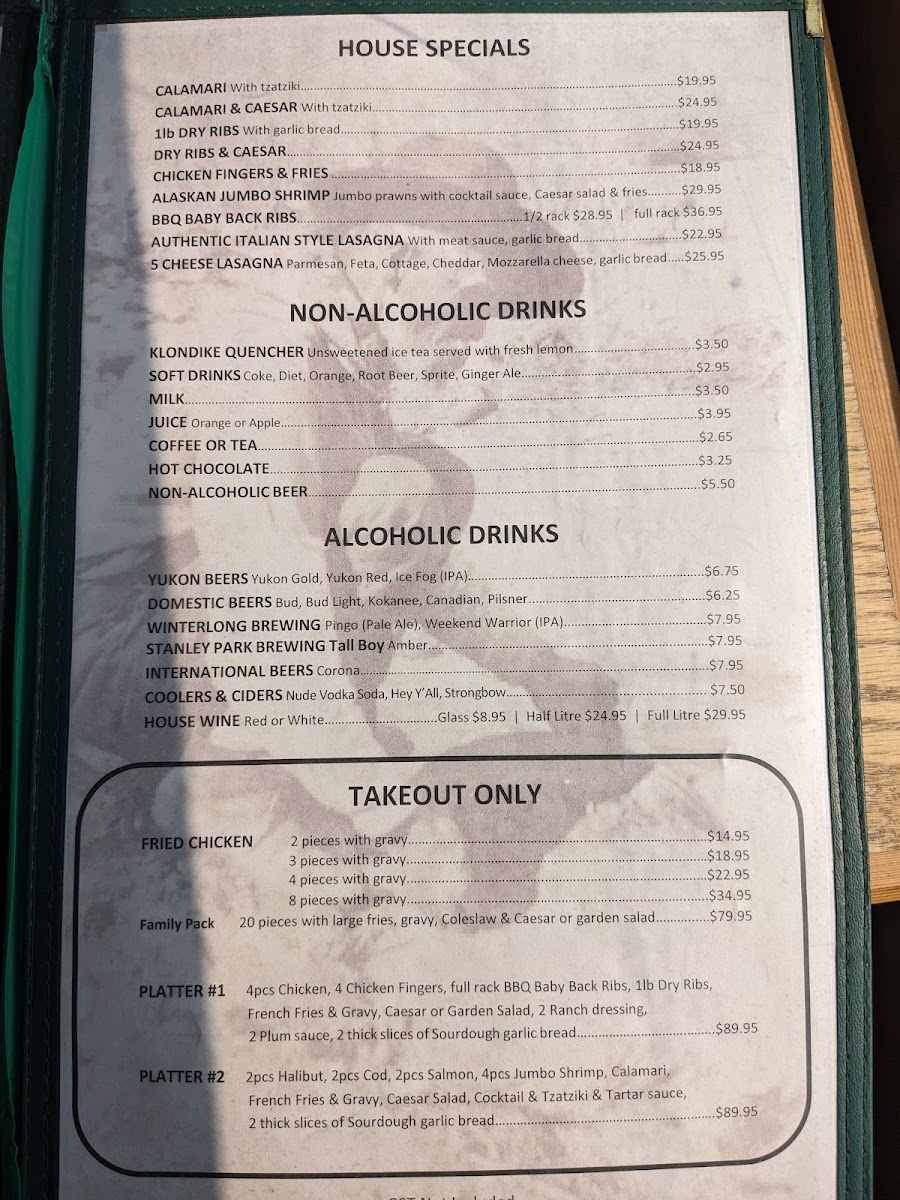 HOUSE SPECIALS
CALAMARI With tzatziki...$19.95
CALAMARI & CAESAR With tzatziki...$24.95
1lb DRY RIBS With garlic bread...$19.95
DRY RIBS & CAESAR...$24.95
CHICKEN FINGERS & FRIES...$18.95
ALASKAN JUMBO SHRIMP Jumbo prawns with cocktail sauce, Caesar salad & fries...$29.95
BBQ BABY BACK RIBS...1/2 rack $28.95 | full rack $36.95
AUTHENTIC ITALIAN STYLE LASAGNA With meat sauce, garlic bread...$22.95
5 CHEESE LASAGNA Parmesan, Feta, Cottage, Cheddar, Mozzarella cheese, garlic bread...$25.95
NON-ALCOHOLIC DRINKS
KLONDIKE QUENCHER Unsweetened ice tea served with fresh lemon...$3.50
SOFT DRINKS Coke, Diet, Orange, Root Beer, Sprite, Ginger Ale...$2.95
MILK...$3.50
JUICE Orange or Apple...$3.95
COFFEE OR TEA...$2.65
HOT CHOCOLATE...$3.25
NON-ALCOHOLIC BEER...$5.50
ALCOHOLIC DRINKS
YUKON BEERS Yukon Gold, Yukon Red, Ice Fog (IPA)...$6.75
DOMESTIC BEERS Bud, Bud Light, Kokanee, Canadian, Pilsner...$6.25
WINTERLONG BREWING Pingo (Pale Ale), Weekend Warrior (IPA)...$7.95
STANLEY PARK BREWING Tall Boy Amber...$7.95
INTERNATIONAL BEERS Corona...$7.95
COOLERS & CIDERS Nude Vodka Soda, Hey Y'All, Strongbow...$7.50
HOUSE WINE Red or White...Glass $8.95 | Half Litre $24.95 | Full Litre $29.95
TAKEOUT ONLY
FRIED CHICKEN 2 pieces with gravy...$14.95
3 pieces with gravy...$18.95
4 pieces with gravy...$22.95
8 pieces with gravy...$34.95
Family Pack 20 pieces with large fries, gravy, Coleslaw & Caesar or garden salad...$79.95
PLATTER #1 4pcs Chicken, 4 Chicken Fingers, full rack BBQ Baby Back Ribs, 1lb Dry Ribs,
French Fries & Gravy, Caesar or Garden Salad, 2 Ranch dressing,
2 Plum sauce, 2 thick slices of Sourdough garlic bread...$89.95
PLATTER #2 2pcs Halibut, 2pcs Cod, 2pcs Salmon, 4pcs Jumbo Shrimp, Calamari,
French Fries & Gravy, Caesar Salad, Cocktail & Tzatziki & Tartar sauce,
2 thick slices of Sourdough garlic bread...$89.95